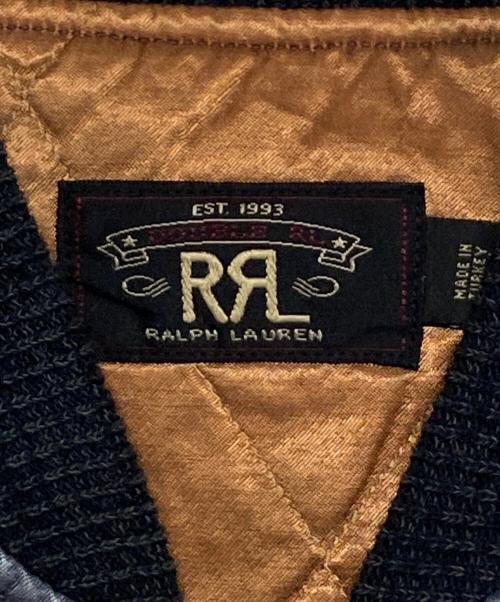 EST. 1993
DOUBLE RL
RRL
RALPH LAUREN
MADE IN
TURKEY